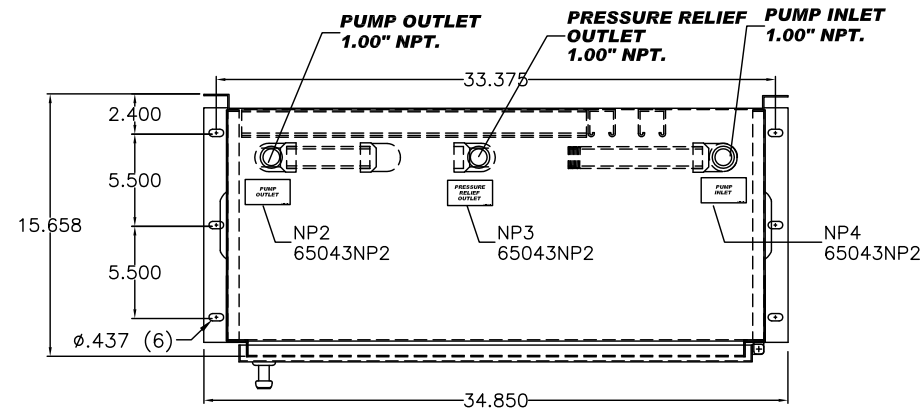 PUMP OUTLET
1.00" NPT.
PRESSURE RELIEF
OUTLET
1.00" NPT.
PUMP INLET
1.00" NPT.
33.375
2.400
5.500
15.658
5.500
Ø.437 (6)
PUMP
OUTLET
PRESSURE
RELIEF
OUTLET
PUMP
INLET
NP2
65043NP2
NP3
65043NP2
NP4
65043NP2
34.850